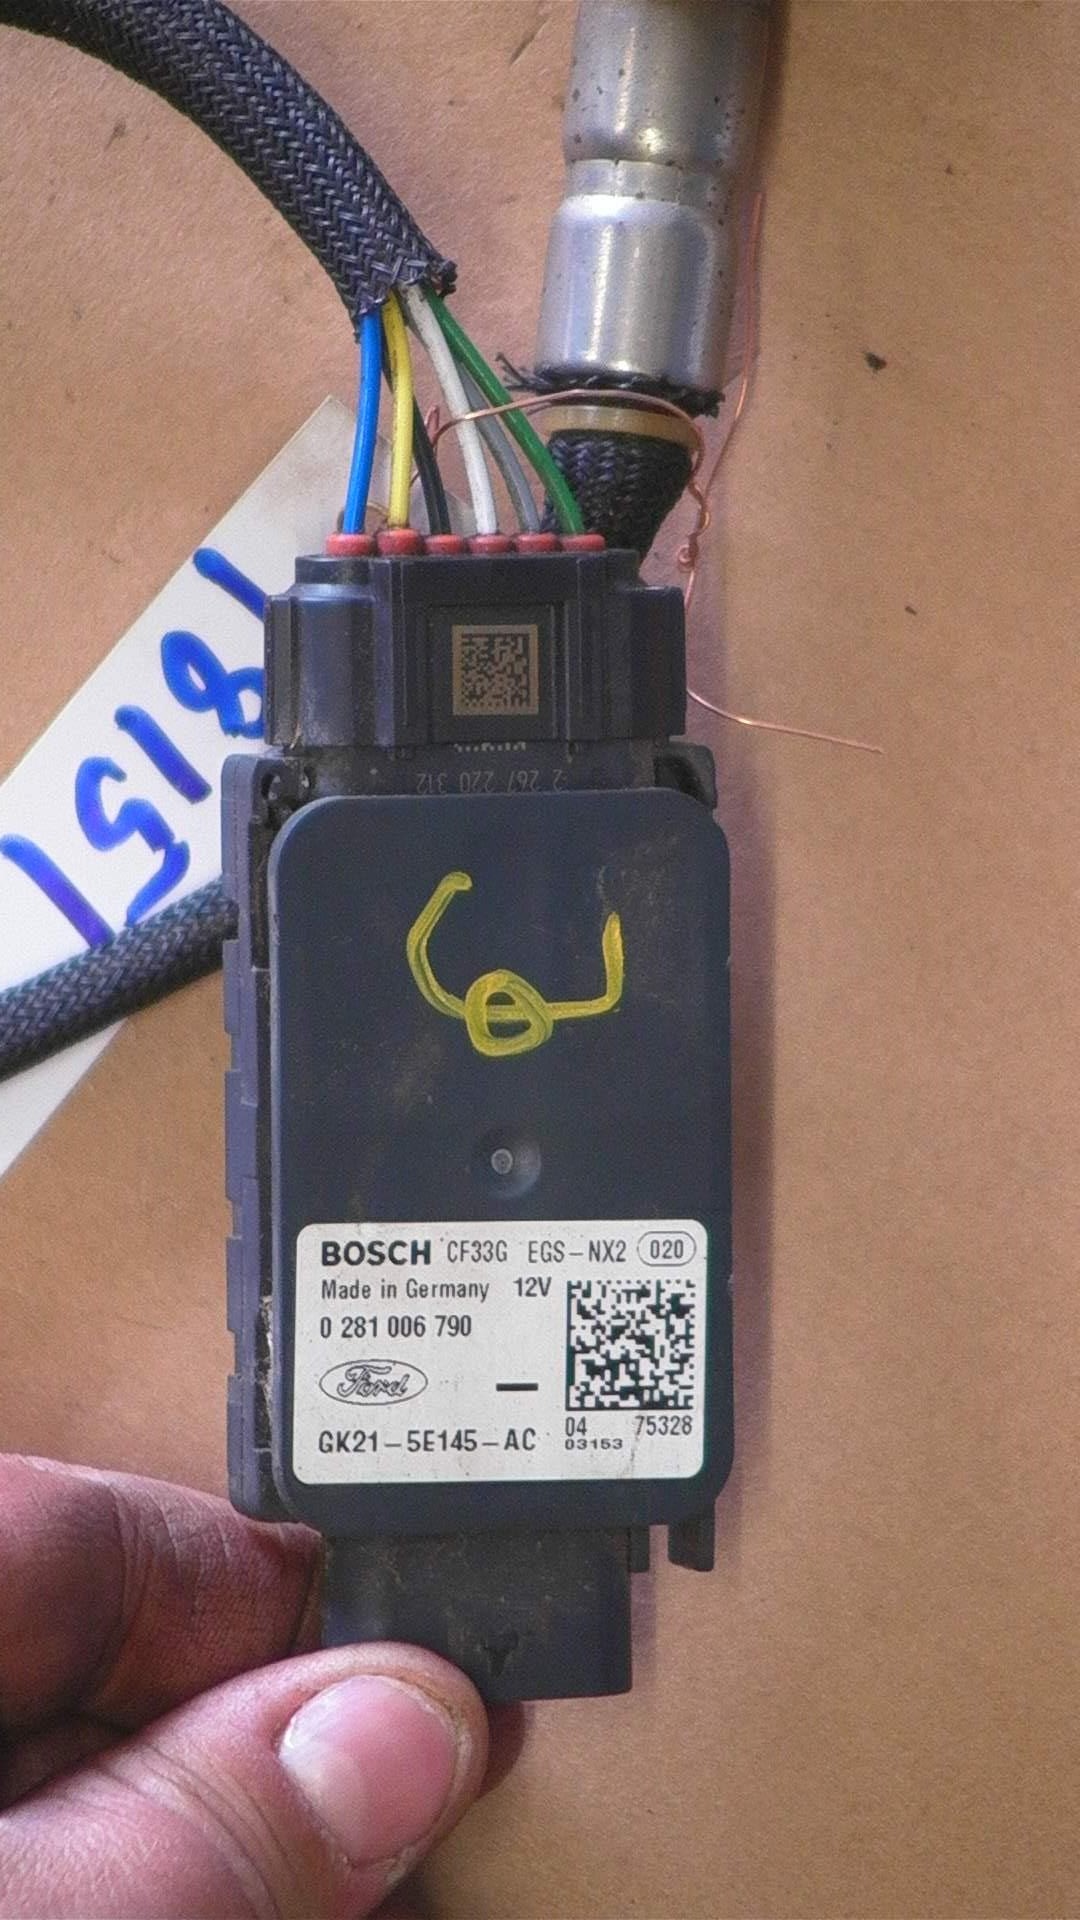 18151
2 267 220 312
BOSCH CF33G EGS-NX2 020
Made in Germany 12V
0 281 006 790
Ford
GK21-5E145-AC
04 75328
03153